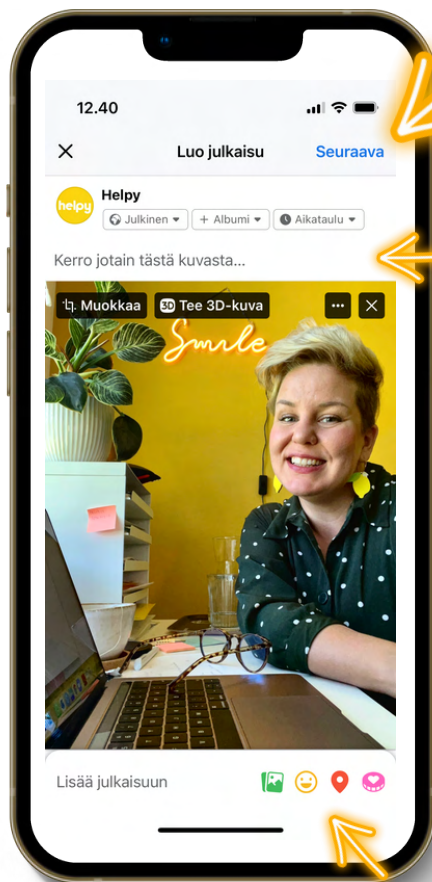 12.40
Luo julkaisu
Seuraava
helpy
Helpy
Julkinen
+ Albumi
Aikataulu
Kerro jotain tästä kuvasta...
Muokkaa
3D Tee 3D-kuva
Smile
Lisää julkaisuun